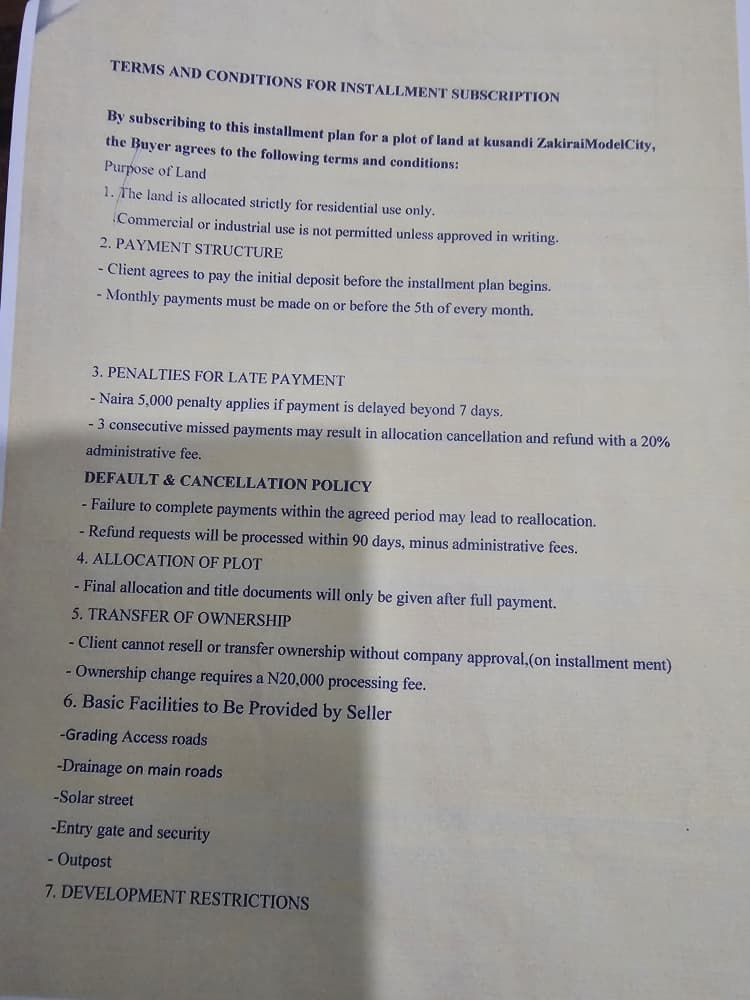 TERMS AND CONDITIONS FOR INSTALLMENT SUBSCRIPTION
By subscribing to this installment plan for a plot of land at kusandi ZakiraiModelCity,
the Buyer agrees to the following terms and conditions:
Purpose of Land
1. The land is allocated strictly for residential use only.
Commercial or industrial use is not permitted unless approved in writing.
2. PAYMENT STRUCTURE
- Client agrees to pay the initial deposit before the installment plan begins.
- Monthly payments must be made on or before the 5th of every month.
3. PENALTIES FOR LATE PAYMENT
- Naira 5,000 penalty applies if payment is delayed beyond 7 days.
- 3 consecutive missed payments may result in allocation cancellation and refund with a 20%
administrative fee.
DEFAULT & CANCELLATION POLICY
- Failure to complete payments within the agreed period may lead to reallocation.
- Refund requests will be processed within 90 days, minus administrative fees.
4. ALLOCATION OF PLOT
- Final allocation and title documents will only be given after full payment.
5. TRANSFER OF OWNERSHIP
- Client cannot resell or transfer ownership without company approval,(on installment ment)
- Ownership change requires a N20,000 processing fee.
6. Basic Facilities to Be Provided by Seller
-Grading Access roads
-Drainage on main roads
-Solar street
-Entry gate and security
- Outpost
7. DEVELOPMENT RESTRICTIONS